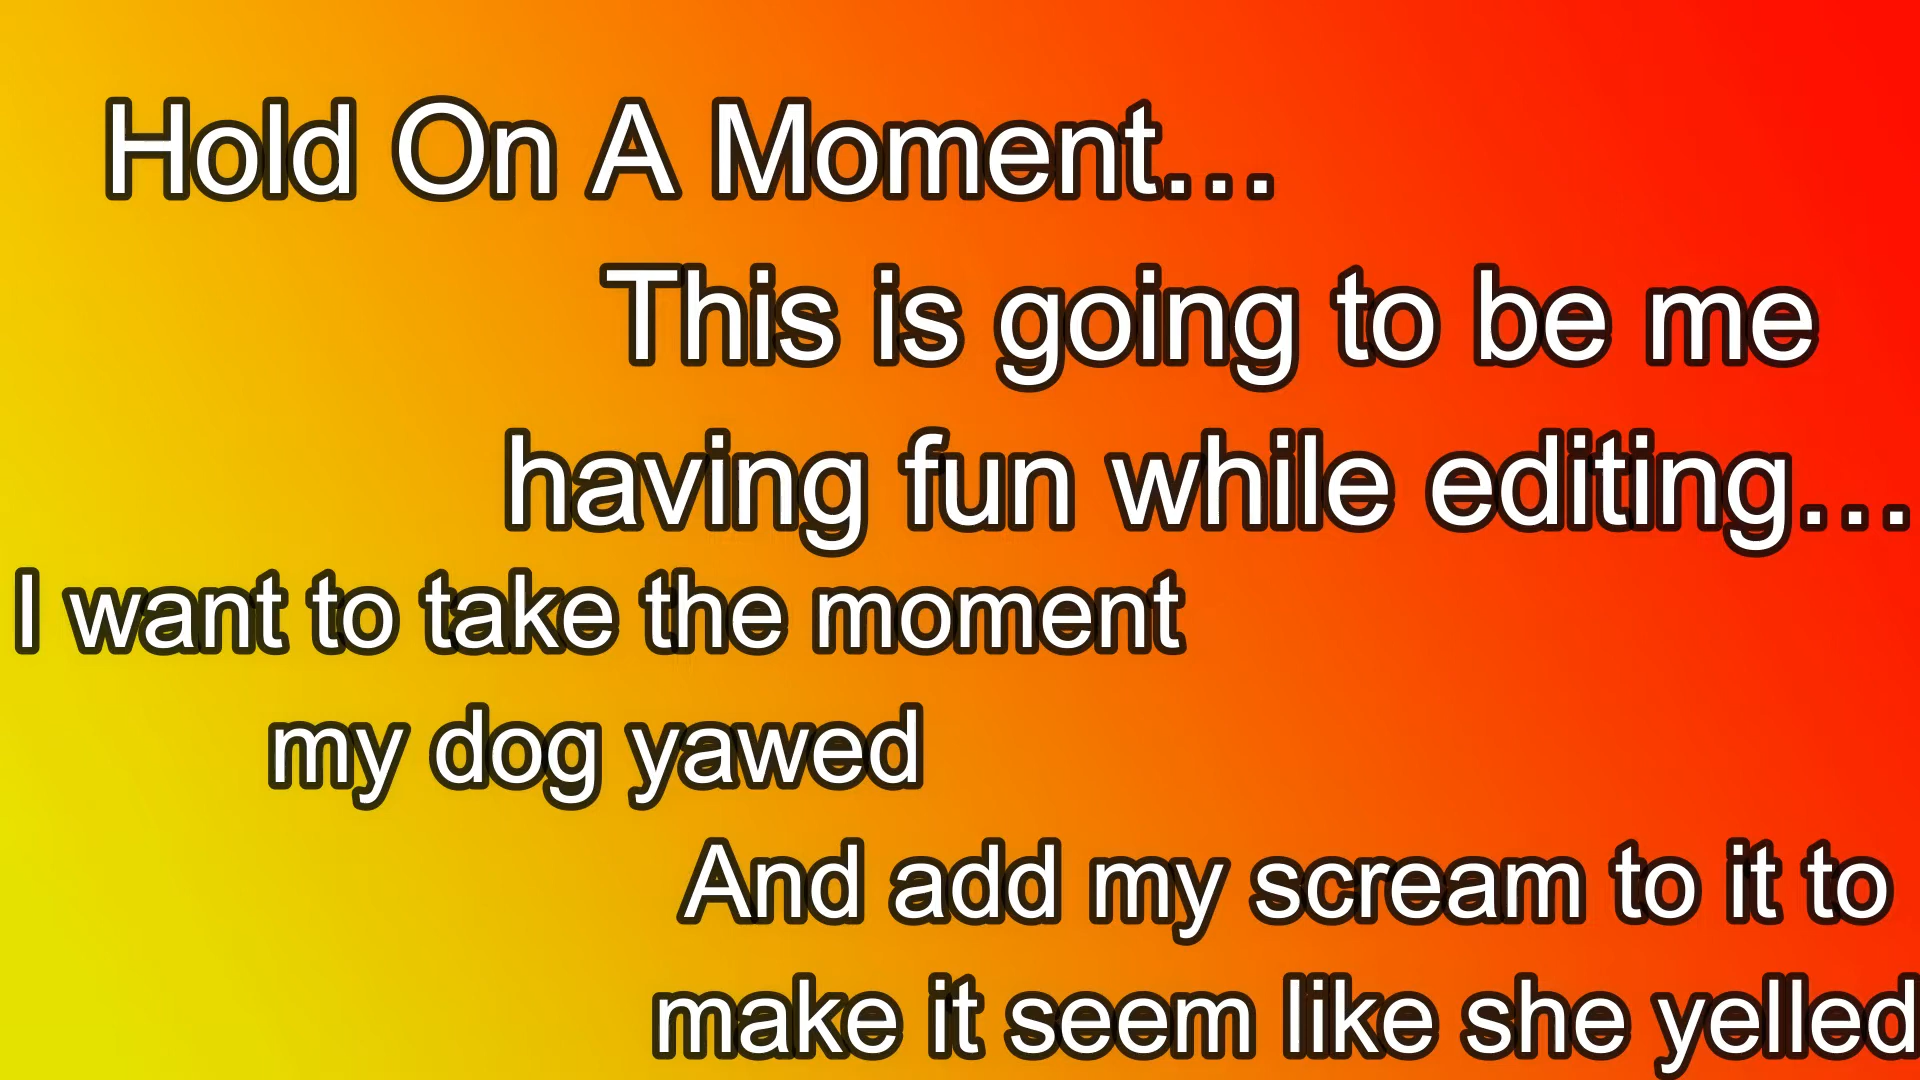 Hold On A Moment...
This is going to be me
having fun while editing...
I want to take the moment
my dog yawed
And add my scream to it to
make it seem like she yelled